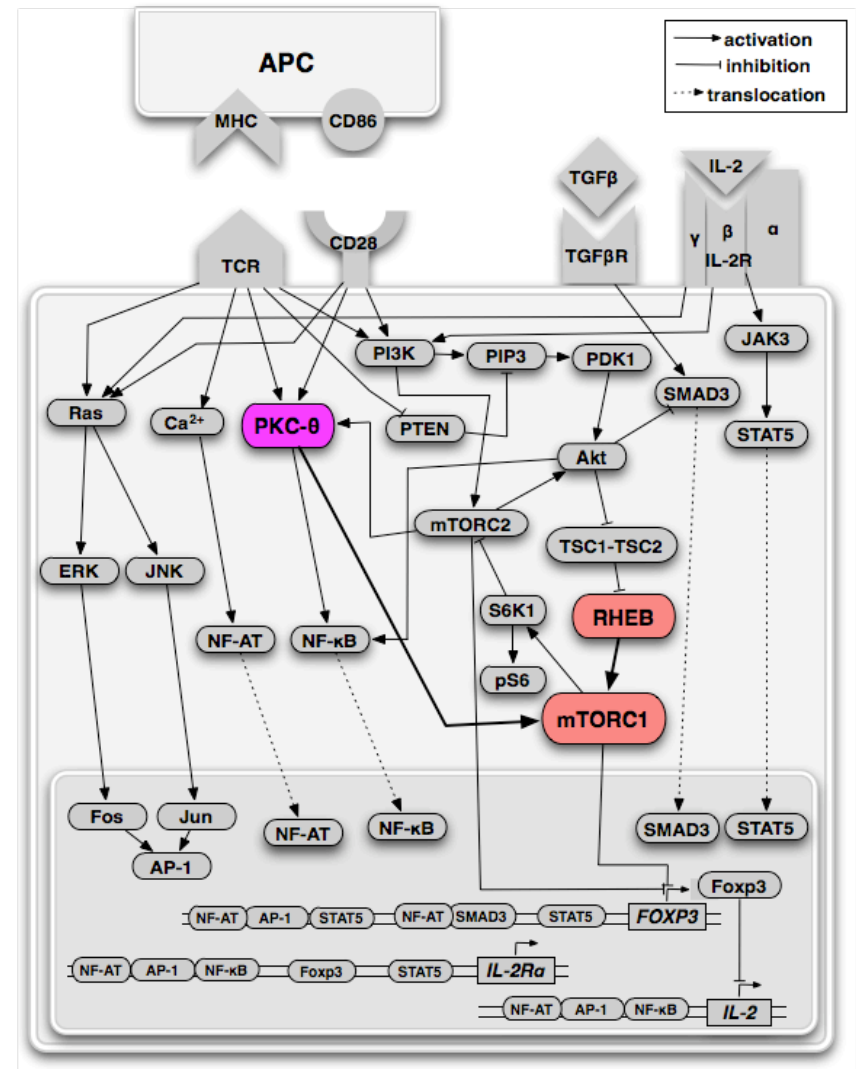 APC
activation
inhibition
translocation
MHC
CD86
TGFβ
IL-2
TCR
CD28
TGFβR
γ
β
α
IL-2R
PI3K
PIP3
PDK1
JAK3
SMAD3
Ras
Ca2+
PKC-θ
PTEN
STAT5
Akt
mTORC2
TSC1-TSC2
ERK
JNK
S6K1
RHEB
NF-AT
NF-κB
pS6
mTORC1
Fos
Jun
NF-AT
NF-κB
SMAD3
STAT5
AP-1
Foxp3
NF-AT AP-1 STAT5 NF-AT SMAD3 STAT5 FOXP3
NF-AT AP-1 NF-κB Foxp3 STAT5 IL-2Rα
NF-AT AP-1 NF-κB IL-2